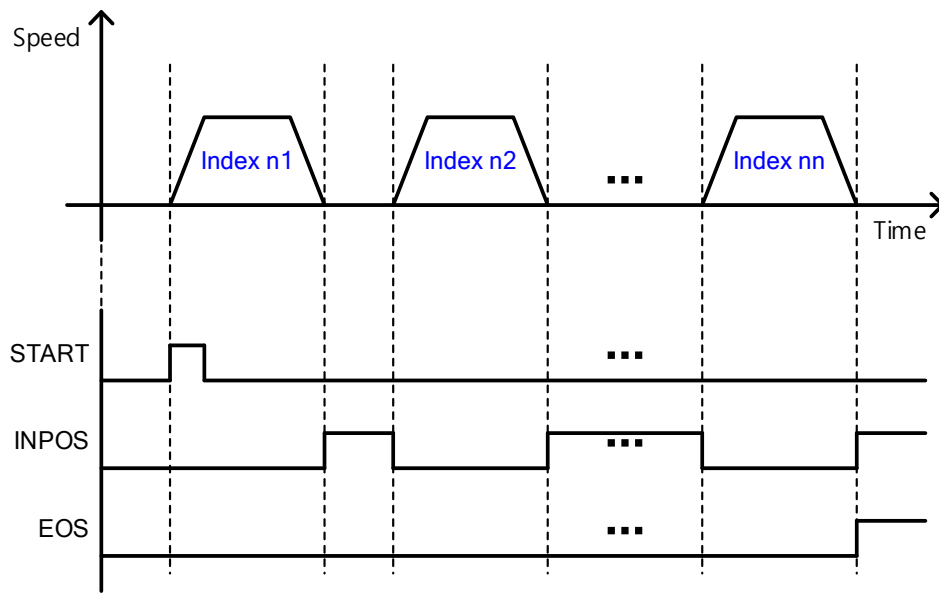 Speed
Index n1
Index n2
...
Index nn
Time
START
...
INPOS
...
EOS
...